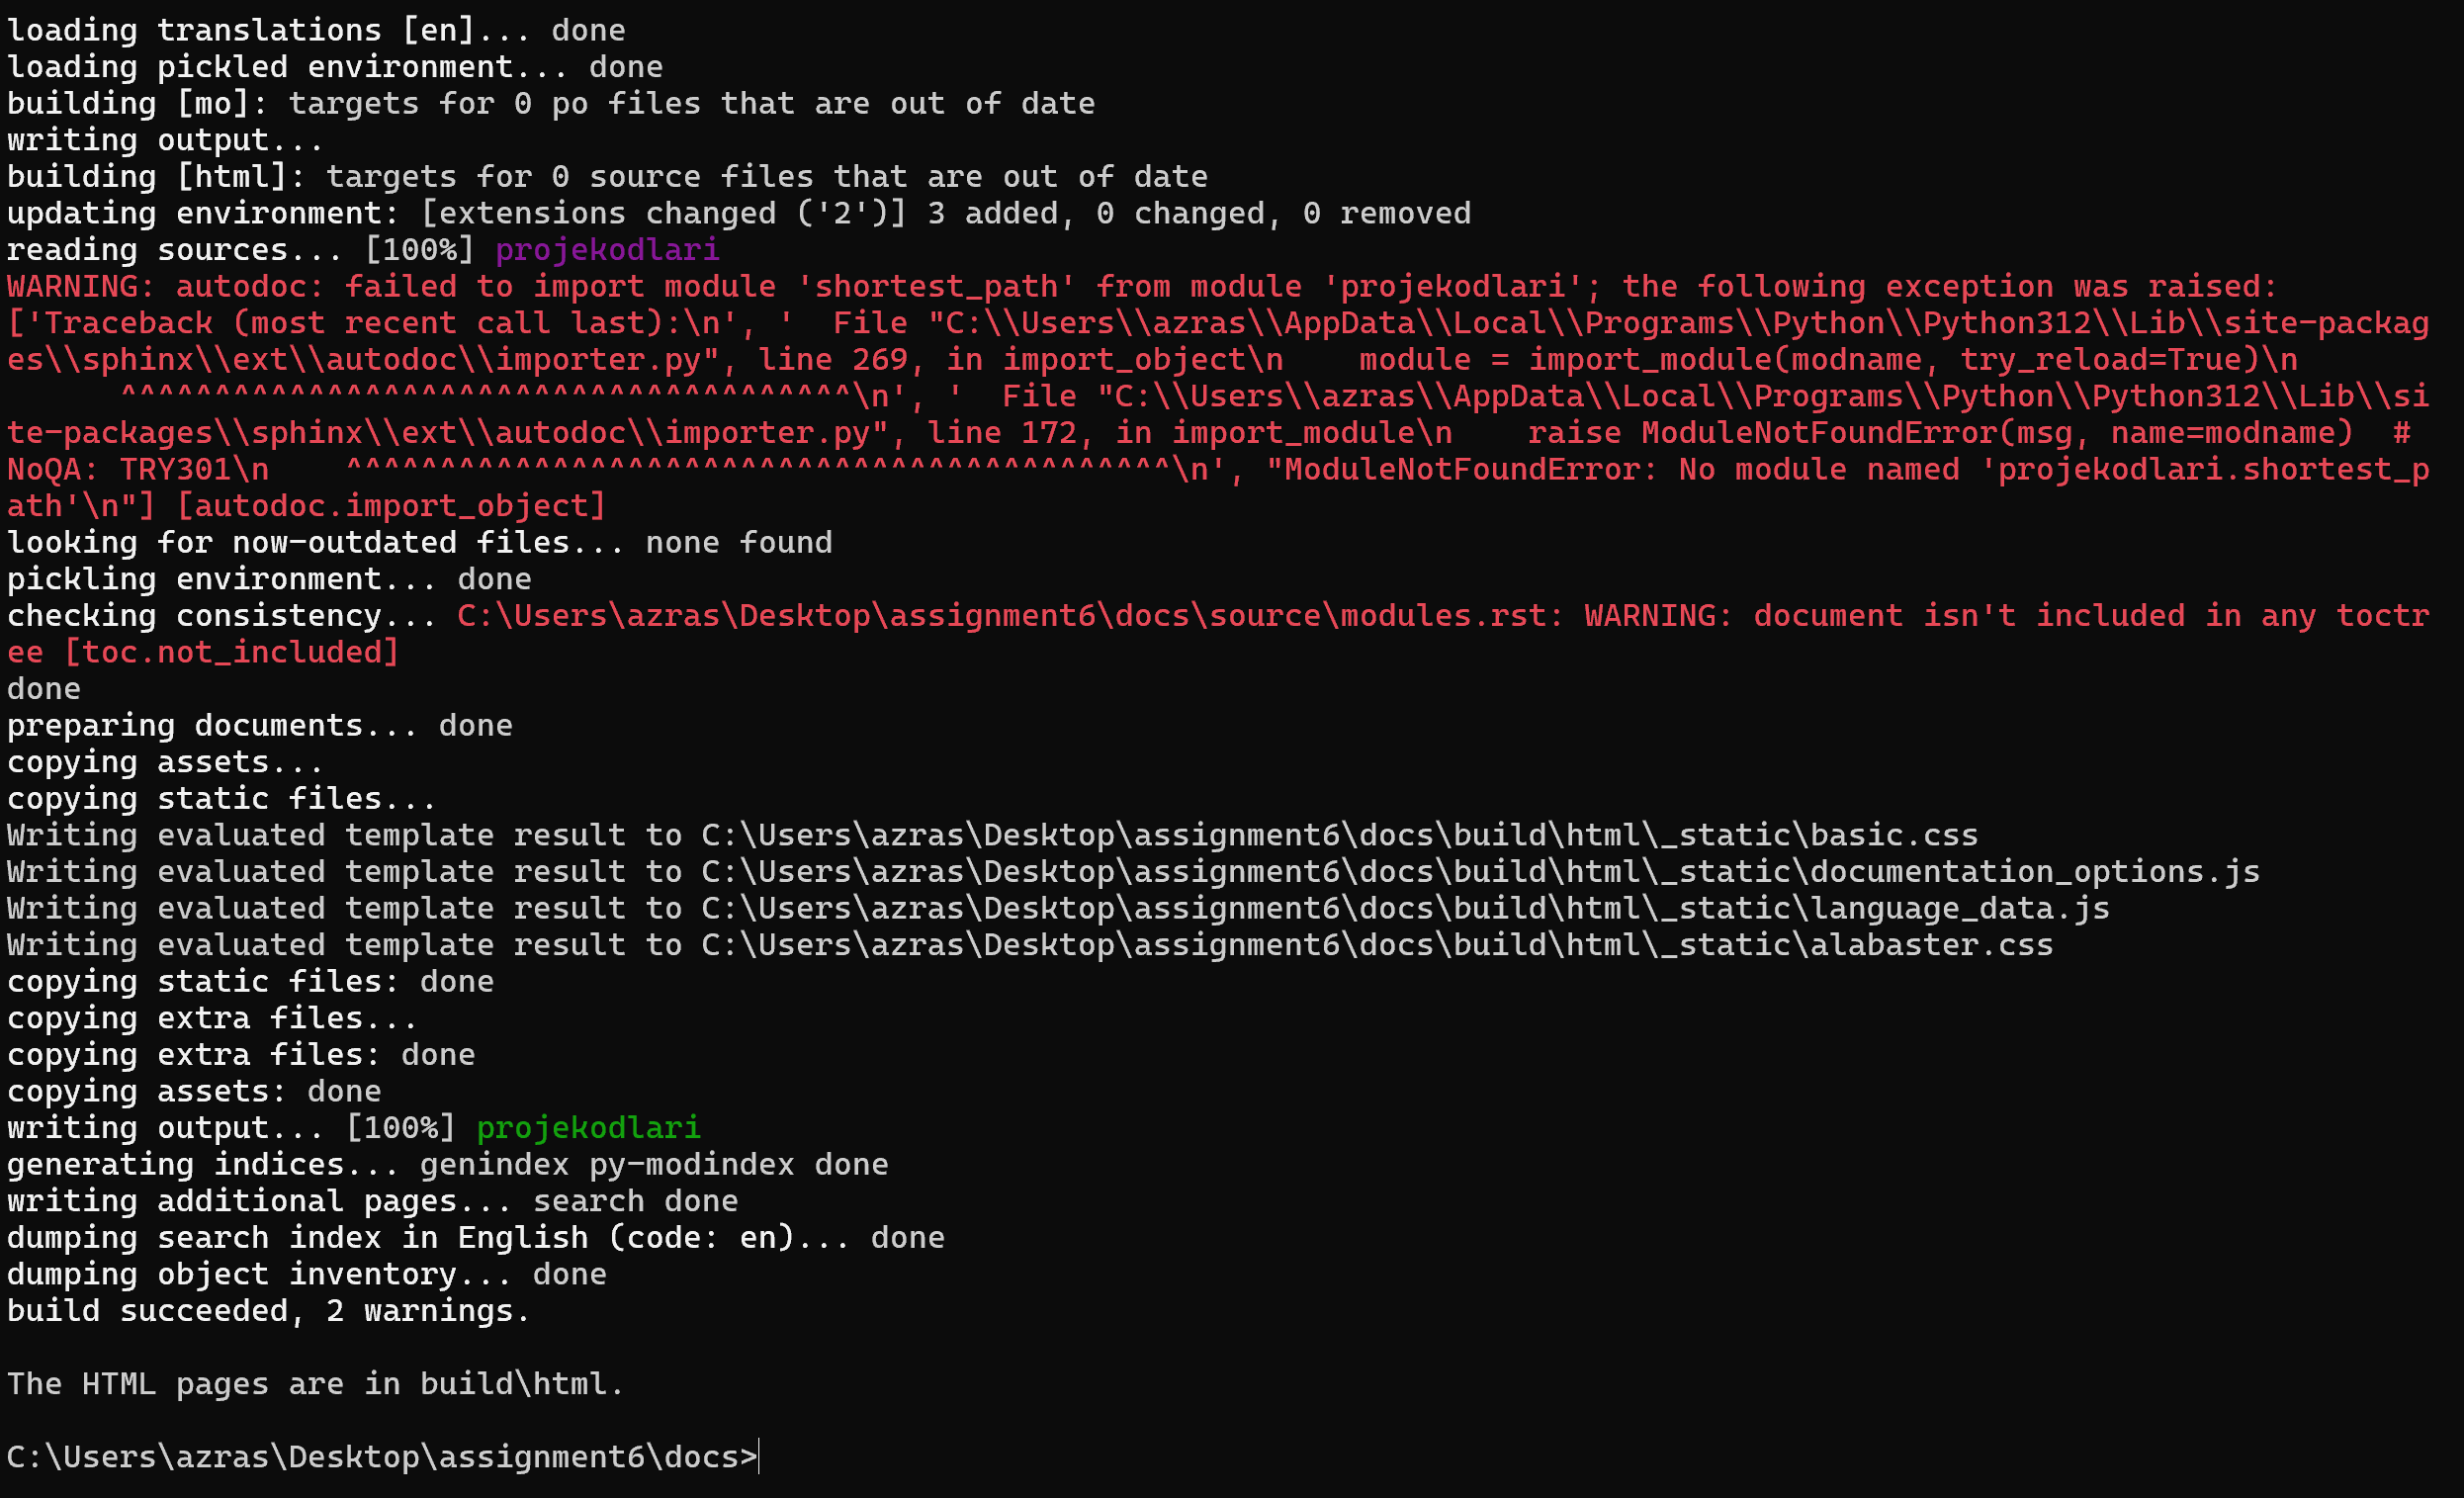 loading translations [en]... done
loading pickled environment... done
building [mo]: targets for 0 po files that are out of date
writing output...
building [html]: targets for 0 source files that are out of date
updating environment: [extensions changed ('2')] 3 added, 0 changed, 0 removed
reading sources... [100%] projekodlari
WARNING: autodoc: failed to import module 'shortest_path' from module 'projekodlari'; the following exception was raised:
['Traceback (most recent call last):\n', '  File "C:\\Users\\azras\\AppData\\Local\\Programs\\Python\\Python312\\Lib\\site-packag
es\\sphinx\\ext\\autodoc\\importer.py", line 269, in import_object\n    module = import_module(modname, try_reload=True)\n
      ^^^^^^^^^^^^^^^^^^^^^^^^^^^^^^^^^^^^^^^\n', '  File "C:\\Users\\azras\\AppData\\Local\\Programs\\Python\\Python312\\Lib\\si
te-packages\\sphinx\\ext\\autodoc\\importer.py", line 172, in import_module\n    raise ModuleNotFoundError(msg, name=modname)  #
NoQA: TRY301\n    ^^^^^^^^^^^^^^^^^^^^^^^^^^^^^^^^^^^^^^^^^^^^\n', "ModuleNotFoundError: No module named 'projekodlari.shortest_p
ath'\n"] [autodoc.import_object]
looking for now-outdated files... none found
pickling environment... done
checking consistency... C:\Users\azras\Desktop\assignment6\docs\source\modules.rst: WARNING: document isn't included in any toctr
ee [toc.not_included]
done
preparing documents... done
copying assets...
copying static files...
Writing evaluated template result to C:\Users\azras\Desktop\assignment6\docs\build\html\_static\basic.css
Writing evaluated template result to C:\Users\azras\Desktop\assignment6\docs\build\html\_static\documentation_options.js
Writing evaluated template result to C:\Users\azras\Desktop\assignment6\docs\build\html\_static\language_data.js
Writing evaluated template result to C:\Users\azras\Desktop\assignment6\docs\build\html\_static\alabaster.css
copying static files: done
copying extra files...
copying extra files: done
copying assets: done
writing output... [100%] projekodlari
generating indices... genindex py-modindex done
writing additional pages... search done
dumping search index in English (code: en)... done
dumping object inventory... done
build succeeded, 2 warnings.
The HTML pages are in build\html.
C:\Users\azras\Desktop\assignment6\docs>